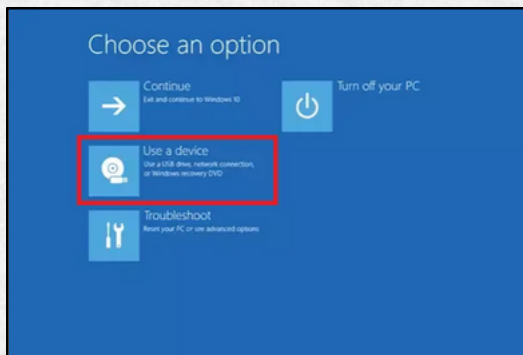 Choose an option
Continue
Exit and continue to Windows 10
Turn off your PC
Use a device
Use a USB drive, network connection,
or Windows recovery DVD
Troubleshoot
Reset your PC or see advanced options